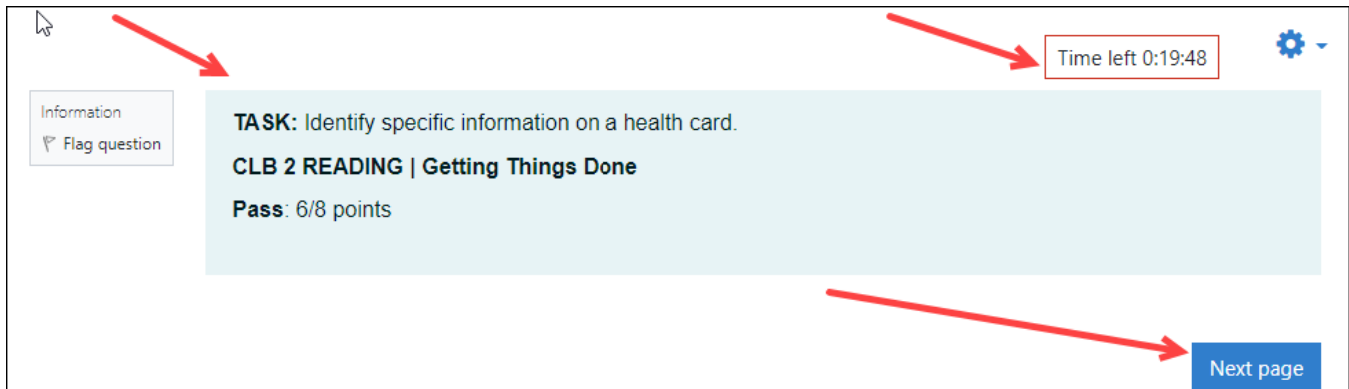 Time left 0:19:48
Information
Flag question
TASK: Identify specific information on a health card.
CLB 2 READING | Getting Things Done
Pass: 6/8 points
Next page